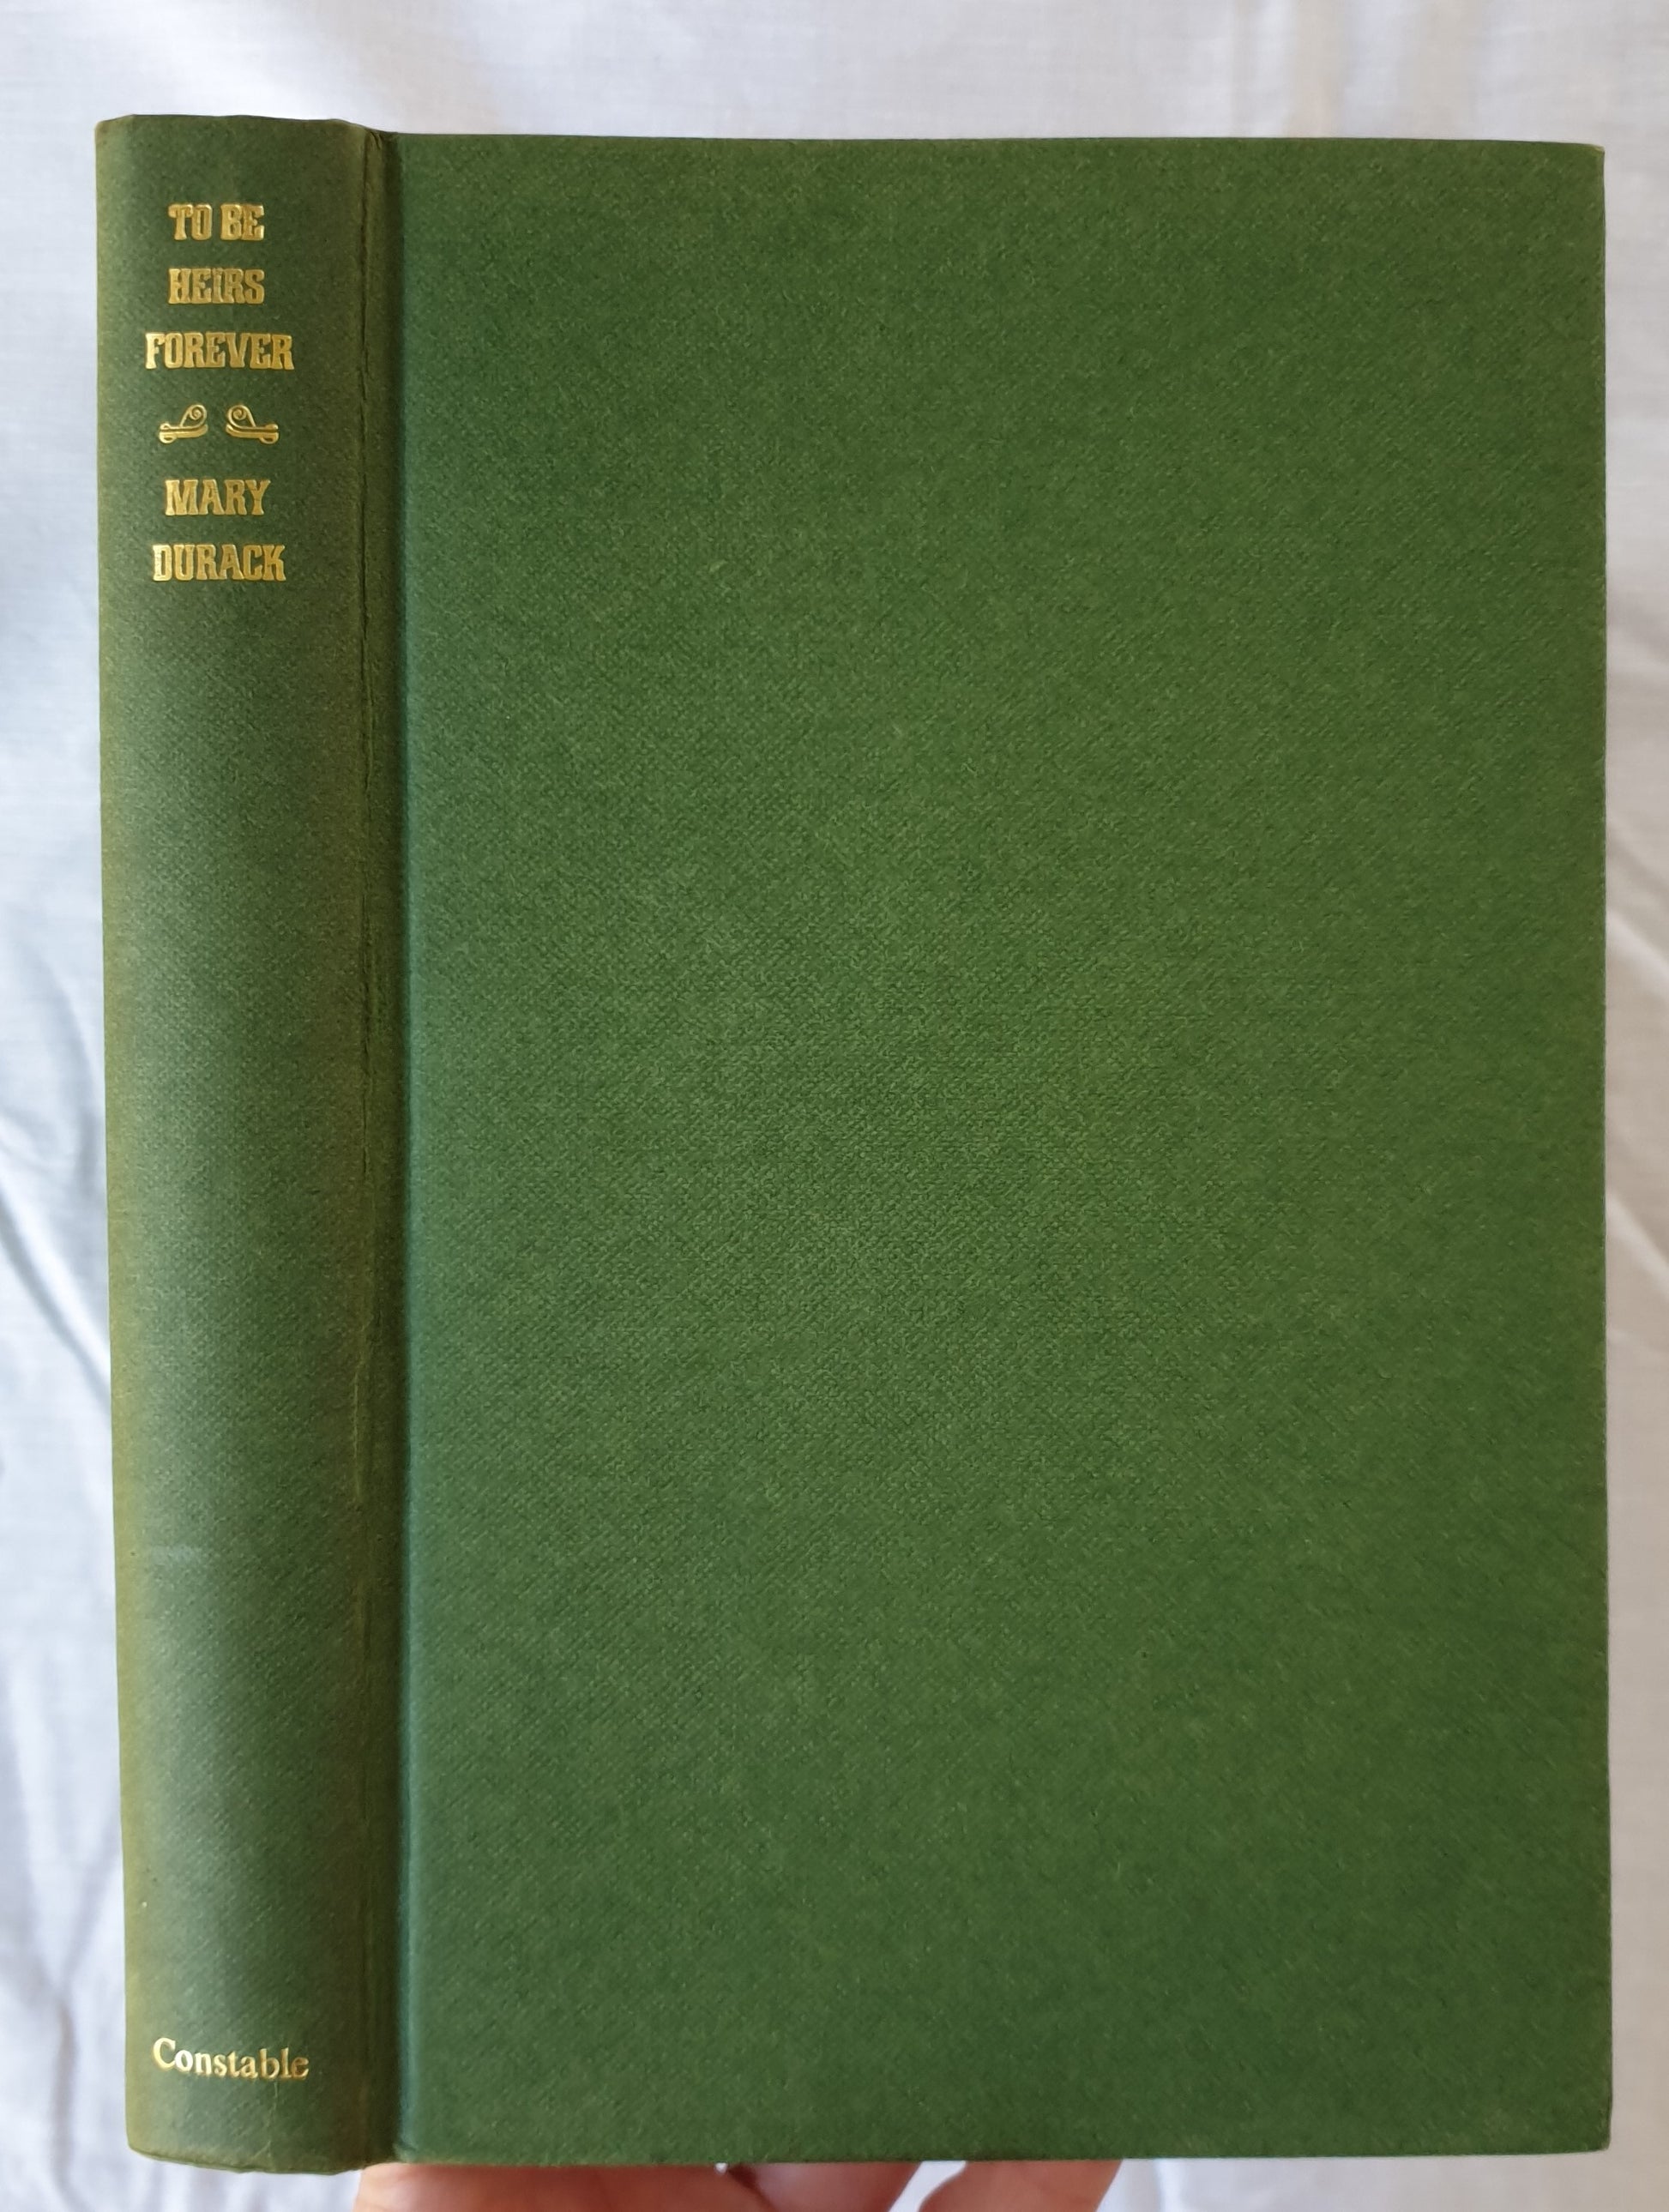 TO BE
HEIRS
FOREVER
MARY
DURACK
Constable